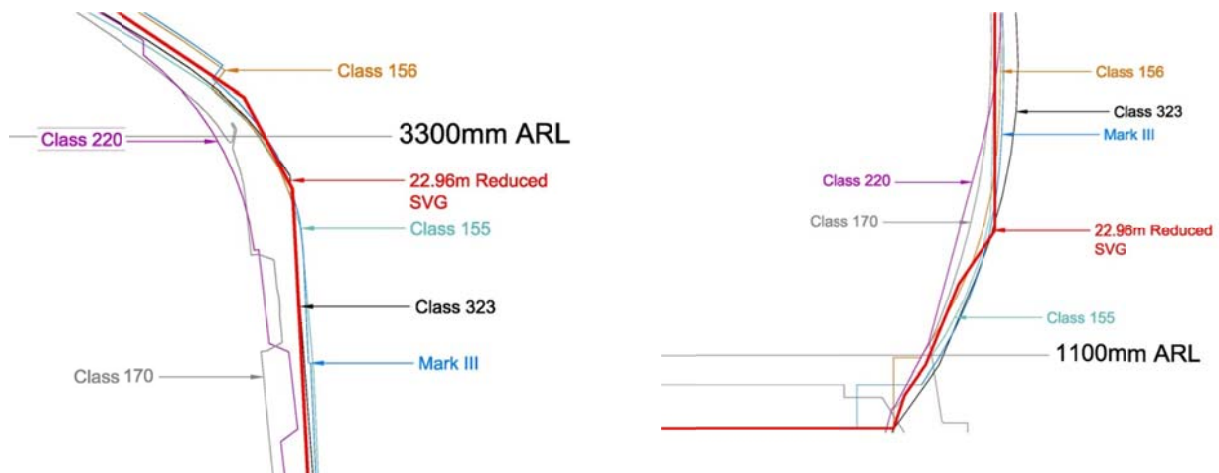 Class 156
Class 220
3300mm ARL
22.96m Reduced
SVG
Class 155
Class 323
Mark III
Class 170
Class 156
Class 323
Mark III
Class 220
Class 170
22.96m Reduced
SVG
Class 155
1100mm ARL